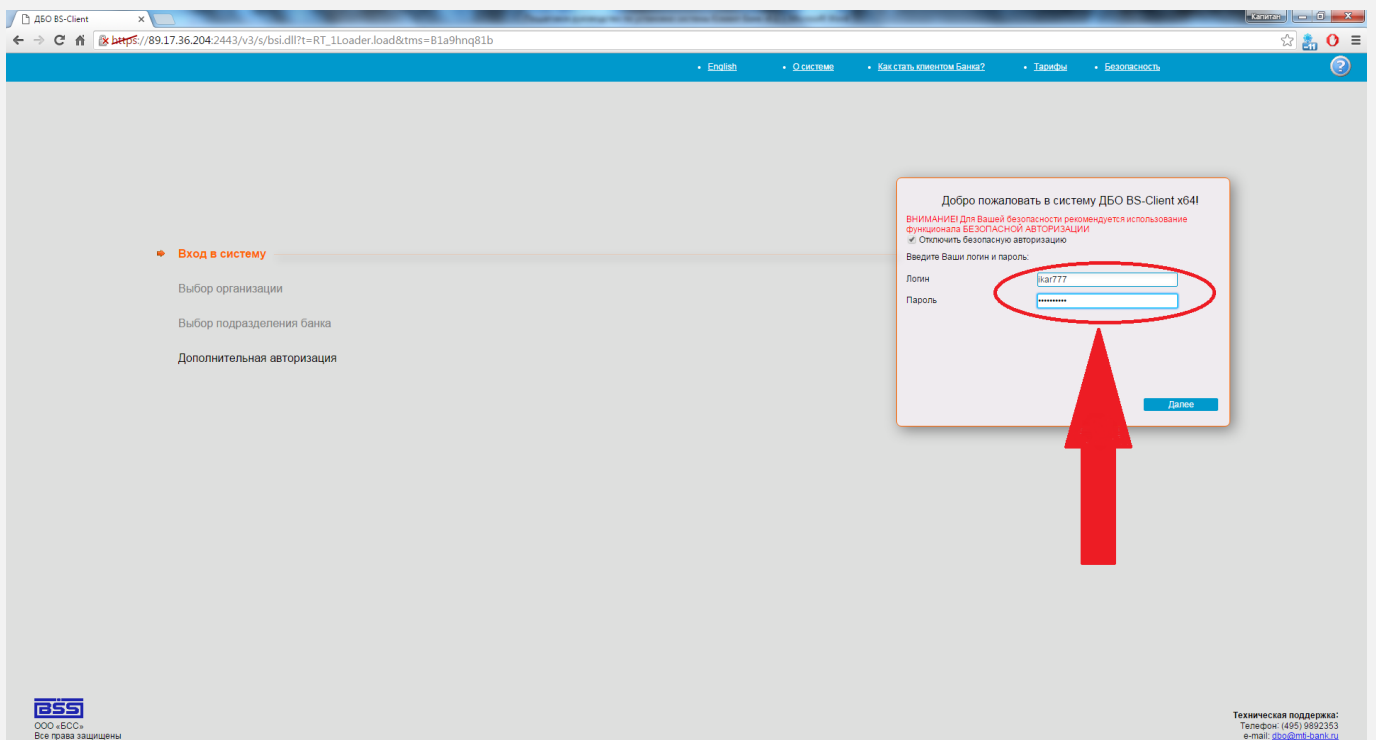 ДБО BS-Client
Капитан
https://89.17.36.204:2443/v3/s/bsi.dll?t=RT_1Loader.load&tms=B1a9hnq81b
11
English
О системе
Как стать клиентом Банка?
Тарифы
Безопасность
Добро пожаловать в систему ДБО BS-Client x64!
ВНИМАНИЕ! Для Вашей безопасности рекомендуется использование
функционала БЕЗОПАСНОЙ АВТОРИЗАЦИИ
Отключить безопасную авторизацию
Введите Ваши логин и пароль:
Логин
ikar777
Пароль
••••••••••
Далее
Вход в систему
Выбор организации
Выбор подразделения банка
Дополнительная авторизация
BSS
ООО «БСС»
Все права защищены
Техническая поддержка:
Телефон: (495) 9892353
e-mail: dbo@mti-bank.ru